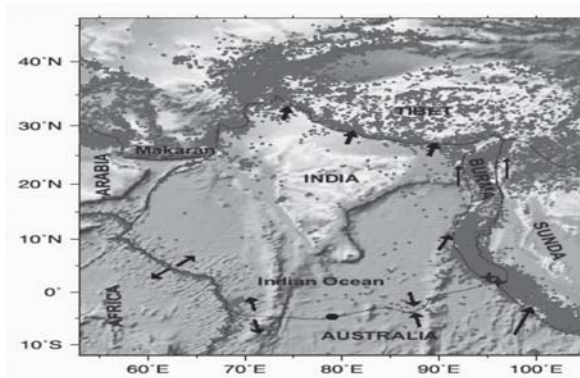 40°N
30°N
20°N
10°N
0°
10°S
60°E
70°E
80°E
90°E
100°E
TIBET
Makaran
ARABIA
INDIA
BURMA
SUNDA
Indian Ocean
AFRICA
AUSTRALIA